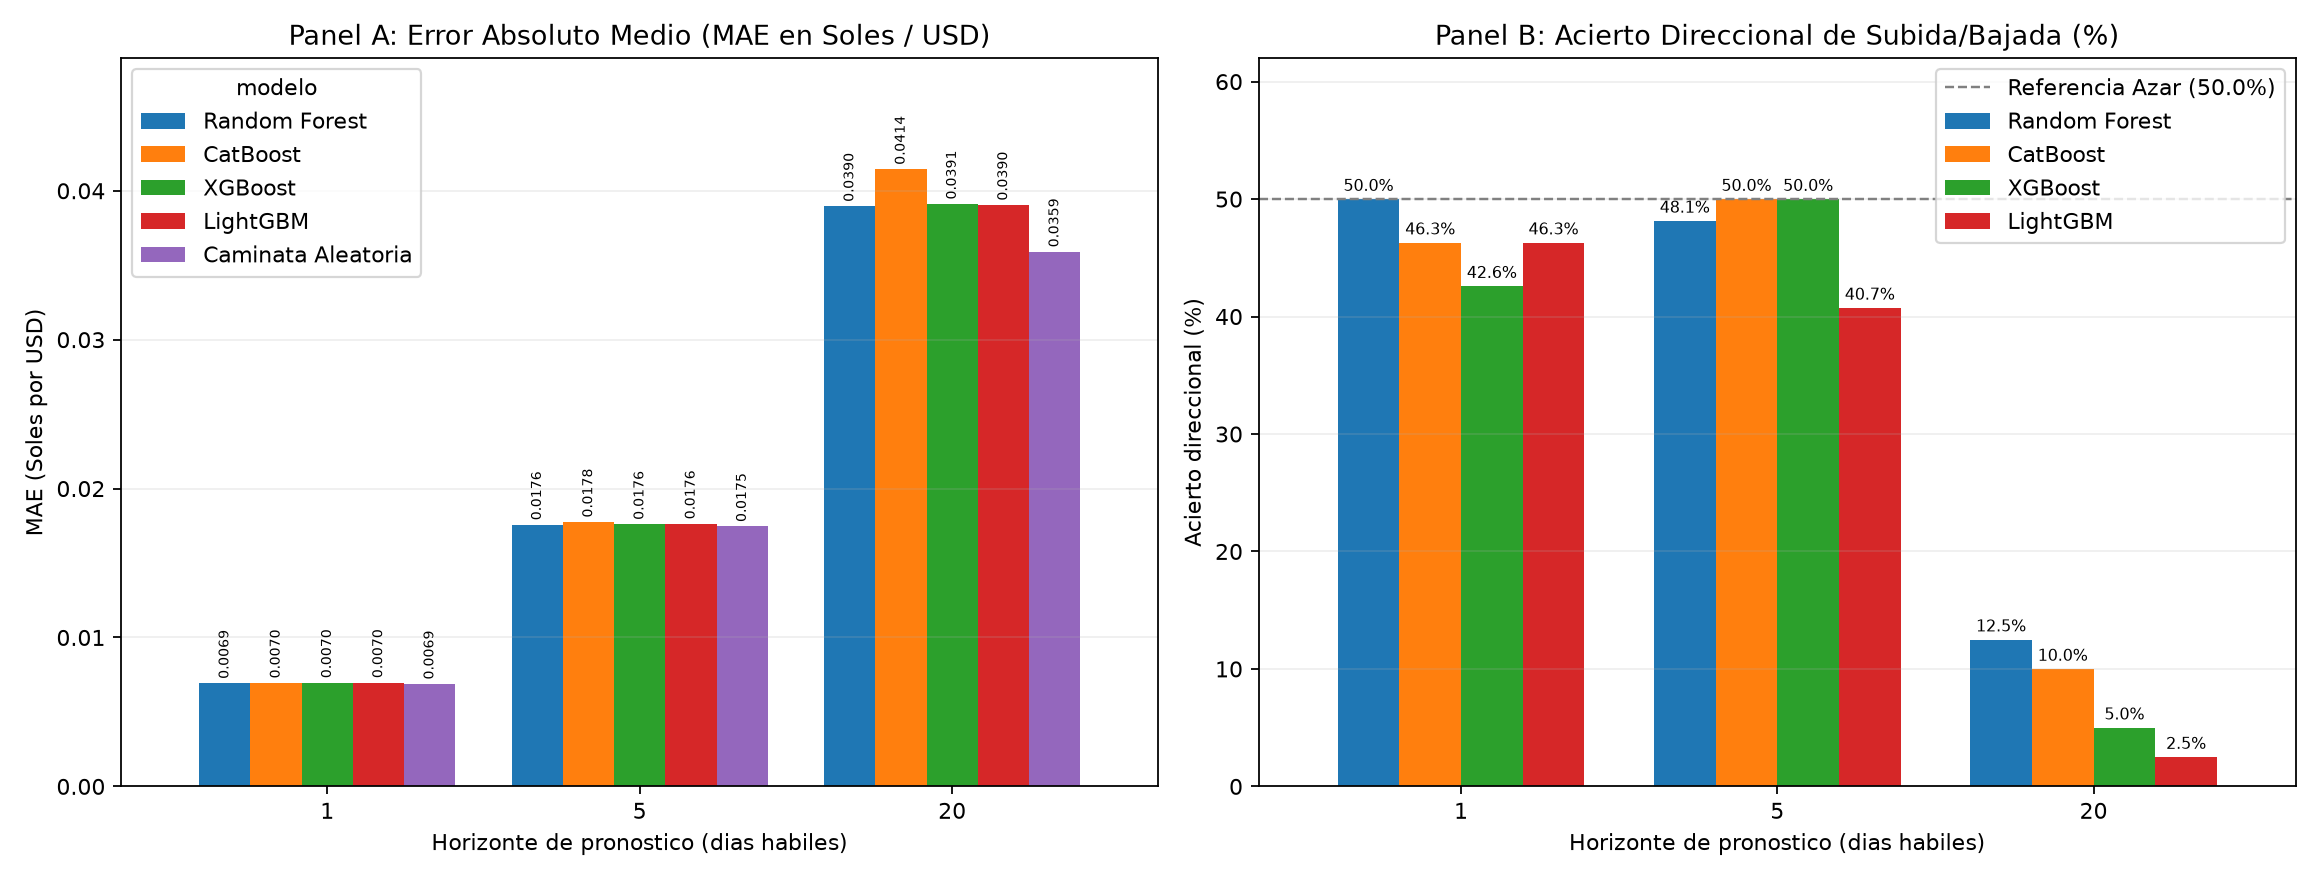 Panel A: Error Absoluto Medio (MAE en Soles / USD)
modelo
Random Forest
CatBoost
XGBoost
LightGBM
Caminata Aleatoria
MAE (Soles por USD)
0.04
0.03
0.02
0.01
0.00
0.0069
0.0070
0.0070
0.0070
0.0069
0.0176
0.0178
0.0176
0.0176
0.0175
0.0390
0.0414
0.0391
0.0390
0.0359
1
5
20
Horizonte de pronostico (dias habiles)
Panel B: Acierto Direccional de Subida/Bajada (%)
Referencia Azar (50.0%)
Random Forest
CatBoost
XGBoost
LightGBM
Acierto direccional (%)
60
50
40
30
20
10
0
50.0%
46.3%
42.6%
46.3%
48.1%
50.0%
50.0%
40.7%
12.5%
10.0%
5.0%
2.5%
1
5
20
Horizonte de pronostico (dias habiles)